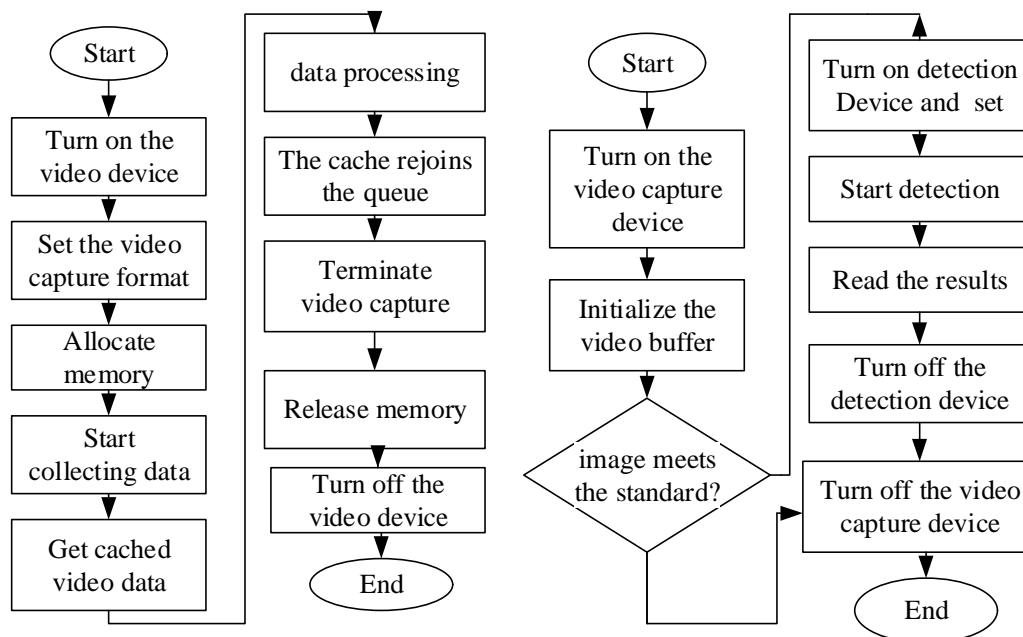 Start
Turn on the
video device
Set the video
capture format
Allocate
memory
Start
collecting data
Get cached
video data
data processing
The cache rejoins
the queue
Terminate
video capture
Release memory
Turn off the
video device
End
Start
Turn on the
video capture
device
Initialize the
video buffer
image meets
the standard?
Turn on detection
Device and set
Start detection
Read the results
Turn off the
detection device
Turn off the video
capture device
End